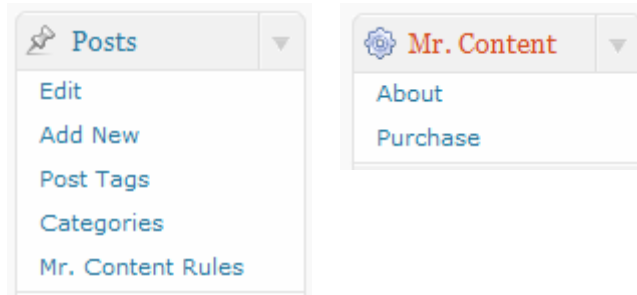 Posts
Edit
Add New
Post Tags
Categories
Mr. Content Rules
Mr. Content
About
Purchase